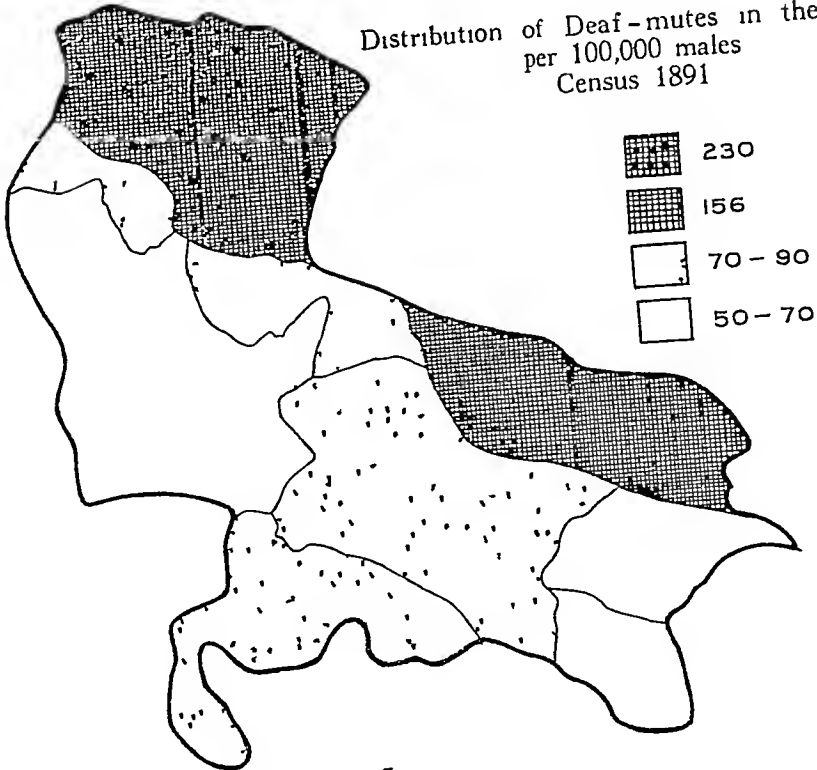 Distribution of Deaf-mutes in the
per 100,000 males
Census 1891
230
156
70-90
50-70